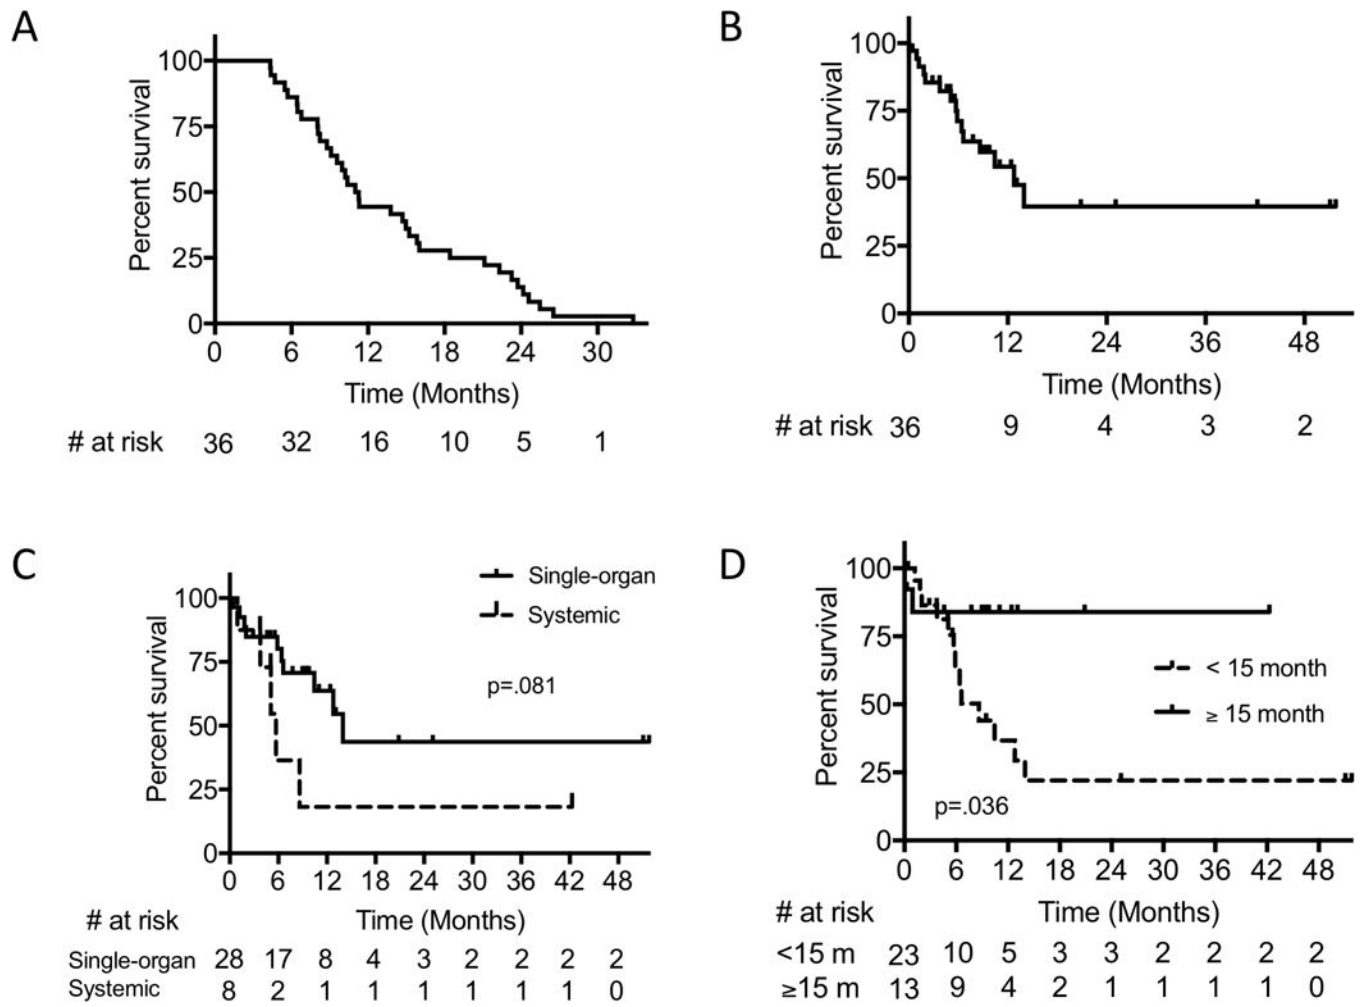 A
Percent survival
100
75
50
25
0
0 6 12 18 24 30
Time (Months)
# at risk 36 32 16 10 5 1
B
Percent survival
100
75
50
25
0
0 12 24 36 48
Time (Months)
# at risk 36 9 4 3 2
C
Percent survival
100
75
50
25
0
Single-organ
Systemic
p=.081
0 6 12 18 24 30 36 42 48
# at risk Time (Months)
Single-organ 28 17 8 4 3 2 2 2 2
Systemic 8 2 1 1 1 1 1 1 0
D
Percent survival
100
75
50
25
0
< 15 month
≥ 15 month
p=.036
0 6 12 18 24 30 36 42 48
# at risk Time (Months)
<15 m 23 10 5 3 3 2 2 2 2
≥15 m 13 9 4 2 1 1 1 1 0